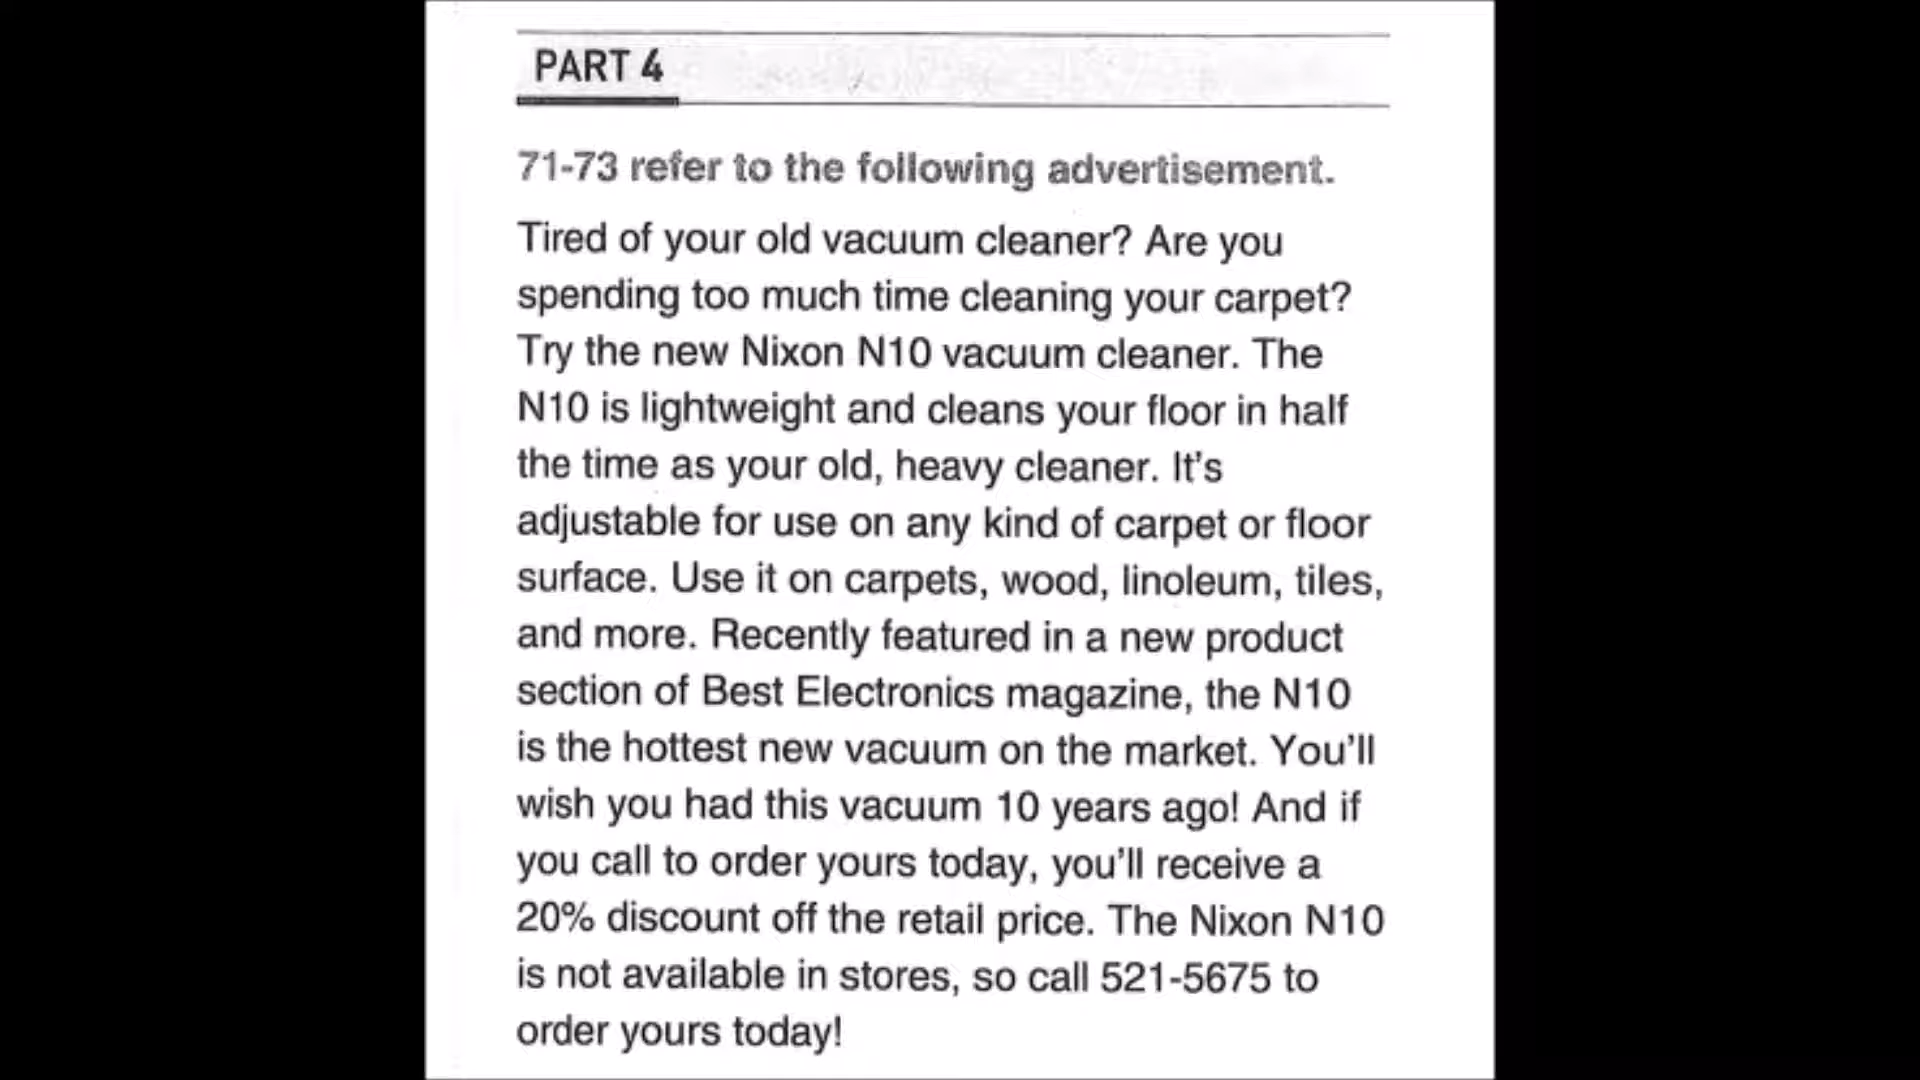 PART 4
71-73 refer to the following advertisement.
Tired of your old vacuum cleaner? Are you
spending too much time cleaning your carpet?
Try the new Nixon N10 vacuum cleaner. The
N10 is lightweight and cleans your floor in half
the time as your old, heavy cleaner. It's
adjustable for use on any kind of carpet or floor
surface. Use it on carpets, wood, linoleum, tiles,
and more. Recently featured in a new product
section of Best Electronics magazine, the N10
is the hottest new vacuum on the market. You'll
wish you had this vacuum 10 years ago! And if
you call to order yours today, you'll receive a
20% discount off the retail price. The Nixon N10
is not available in stores, so call 521-5675 to
order yours today!